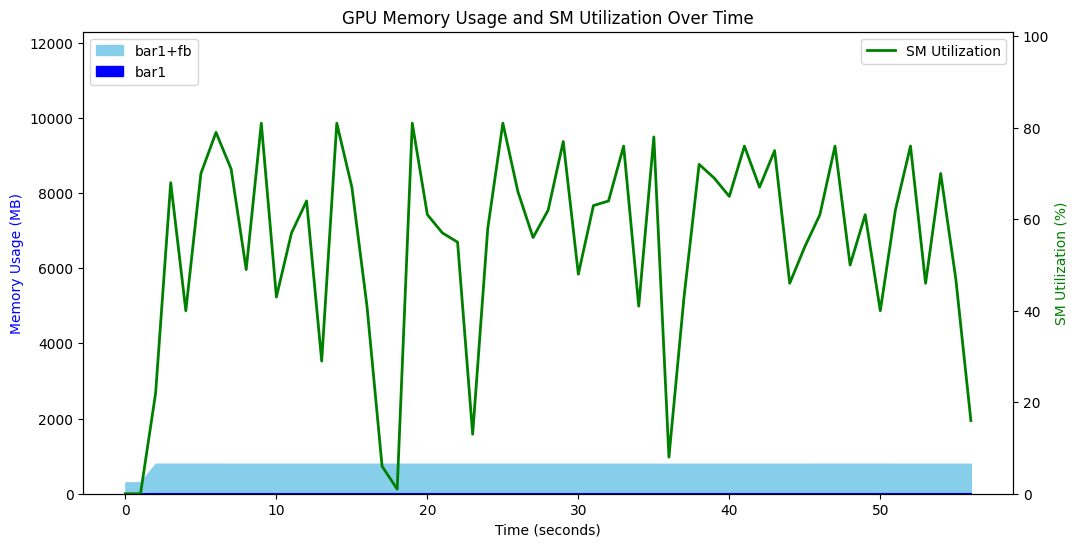 GPU Memory Usage and SM Utilization Over Time
bar1+fb
bar1
SM Utilization
12000
10000
8000
6000
4000
2000
0
Memory Usage (MB)
100
80
60
40
20
0
SM Utilization (%)
0
10
20
30
40
50
Time (seconds)